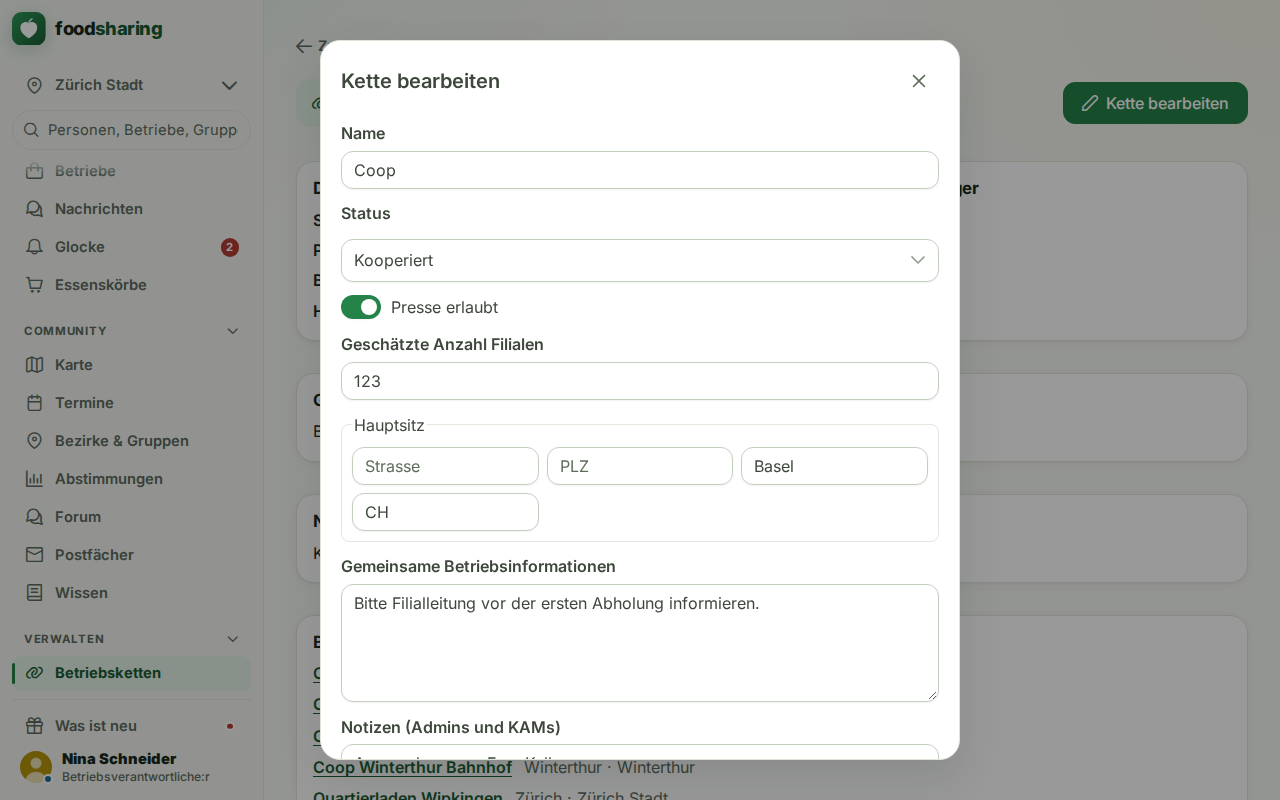 foodsharing
Zürich Stadt
Personen, Betriebe, Grupp
Betriebe
Nachrichten
Glocke
2
Essenskörbe
COMMUNITY
Karte
Termine
Bezirke & Gruppen
Abstimmungen
Forum
Postfächer
Wissen
VERWALTEN
Betriebsketten
Was ist neu
Nina Schneider
Betriebsverantwortliche:r
Kette bearbeiten
Kette bearbeiten
Name
Coop
Status
Kooperiert
Presse erlaubt
Geschätzte Anzahl Filialen
123
Hauptsitz
Strasse
PLZ
Basel
CH
Gemeinsame Betriebsinformationen
Bitte Filialleitung vor der ersten Abholung informieren.
Notizen (Admins und KAMs)
Coop Winterthur Bahnhof Winterthur · Winterthur
Quartierladen Wipkingen Zürich · Zürich Stadt